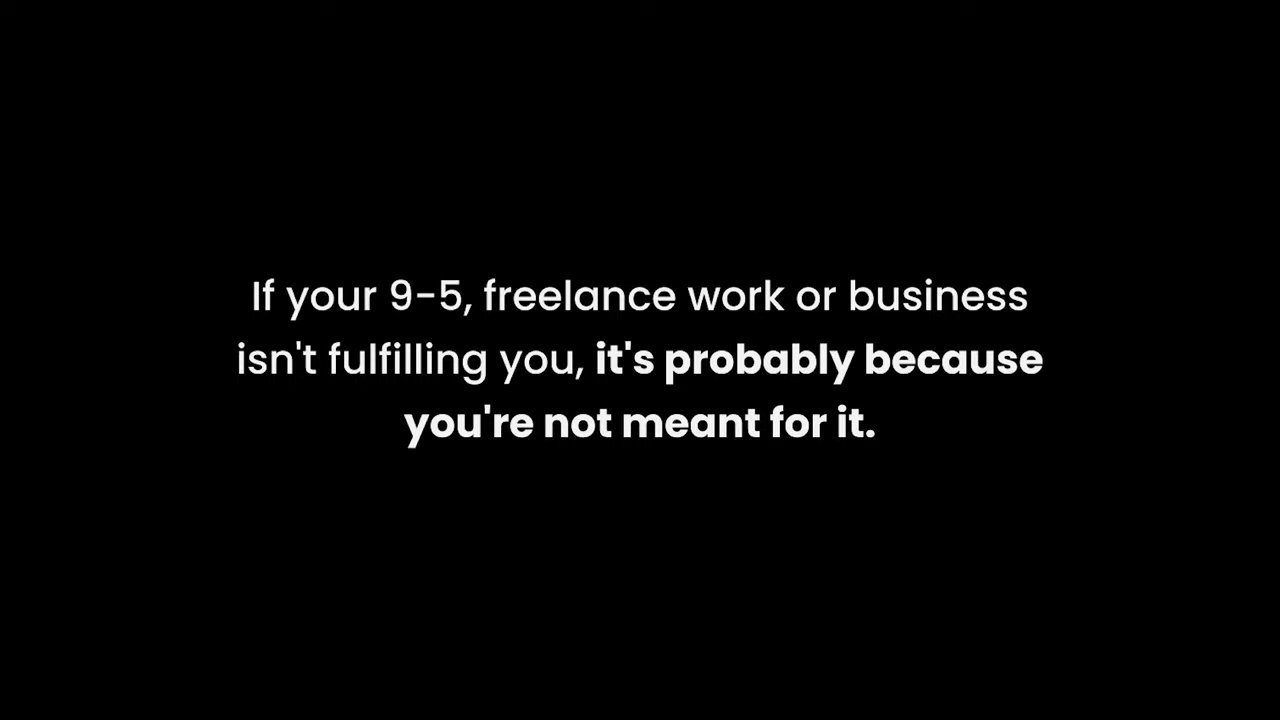 If your 9-5, freelance work or business
isn't fulfilling you, it's probably because
you're not meant for it.